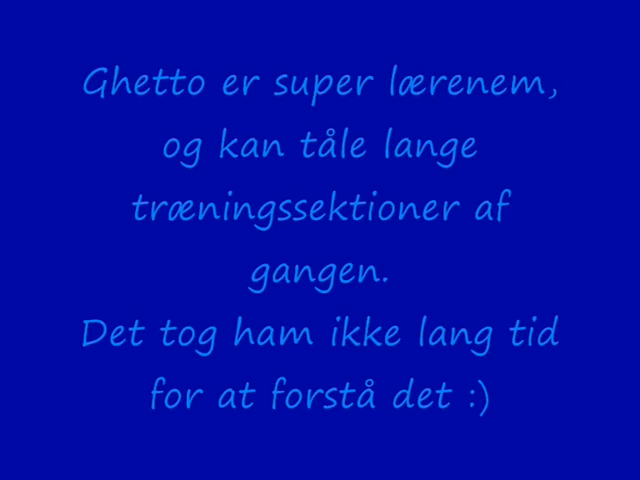 Ghetto er super lærenem,
og kan tåle lange
træningssektioner af
gangen.
Det tog ham ikke lang tid
for at forstå det :)